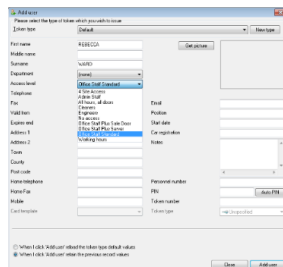 Add user
Please select the type of token which you wish to issue
Token type Default New type
First name REBECCA Get picture
Middle name
Surname WARD
Department (none)
Access level Office Staff Standard
Telephone
4 Site Access
Admin Staff
All hours, all doors
Cleaners
Engineers
No access
Office Staff Plus Side Door
Office Staff Plus Server
Office Staff Standard
Working hours
Fax Email
Position
Valid from Start date
Expires end Car registration
Address 1 Notes
Address 2
Town
County
Post code
Home telephone Personnel number
Home Fax PIN Auto PIN
Mobile Token number
Card template Token type Unspecified
When I click 'Add user' reload the token type default values
When I click 'Add user' retain the previous record values
Close Add user